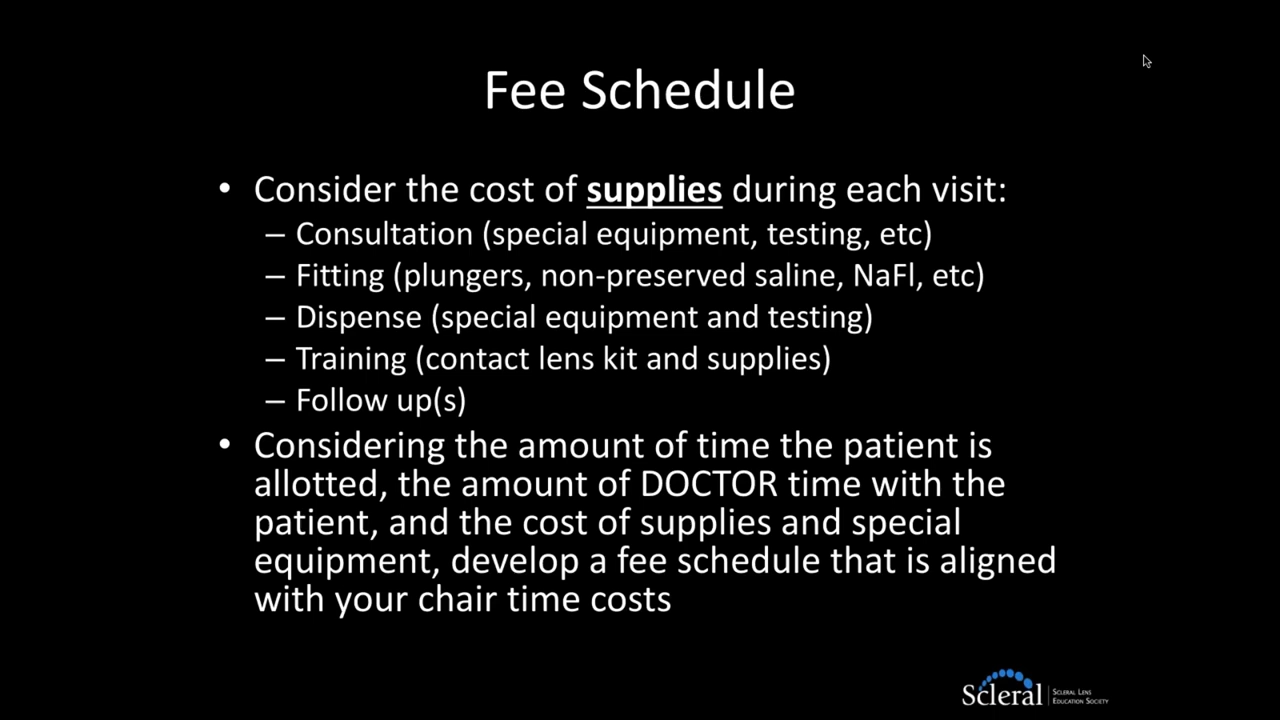 Fee Schedule
• Consider the cost of supplies during each visit:
– Consultation (special equipment, testing, etc)
– Fitting (plungers, non-preserved saline, NaFl, etc)
– Dispense (special equipment and testing)
– Training (contact lens kit and supplies)
– Follow up(s)
• Considering the amount of time the patient is
allotted, the amount of DOCTOR time with the
patient, and the cost of supplies and special
equipment, develop a fee schedule that is aligned
with your chair time costs
Scleral
Scleral Lens
Education Society